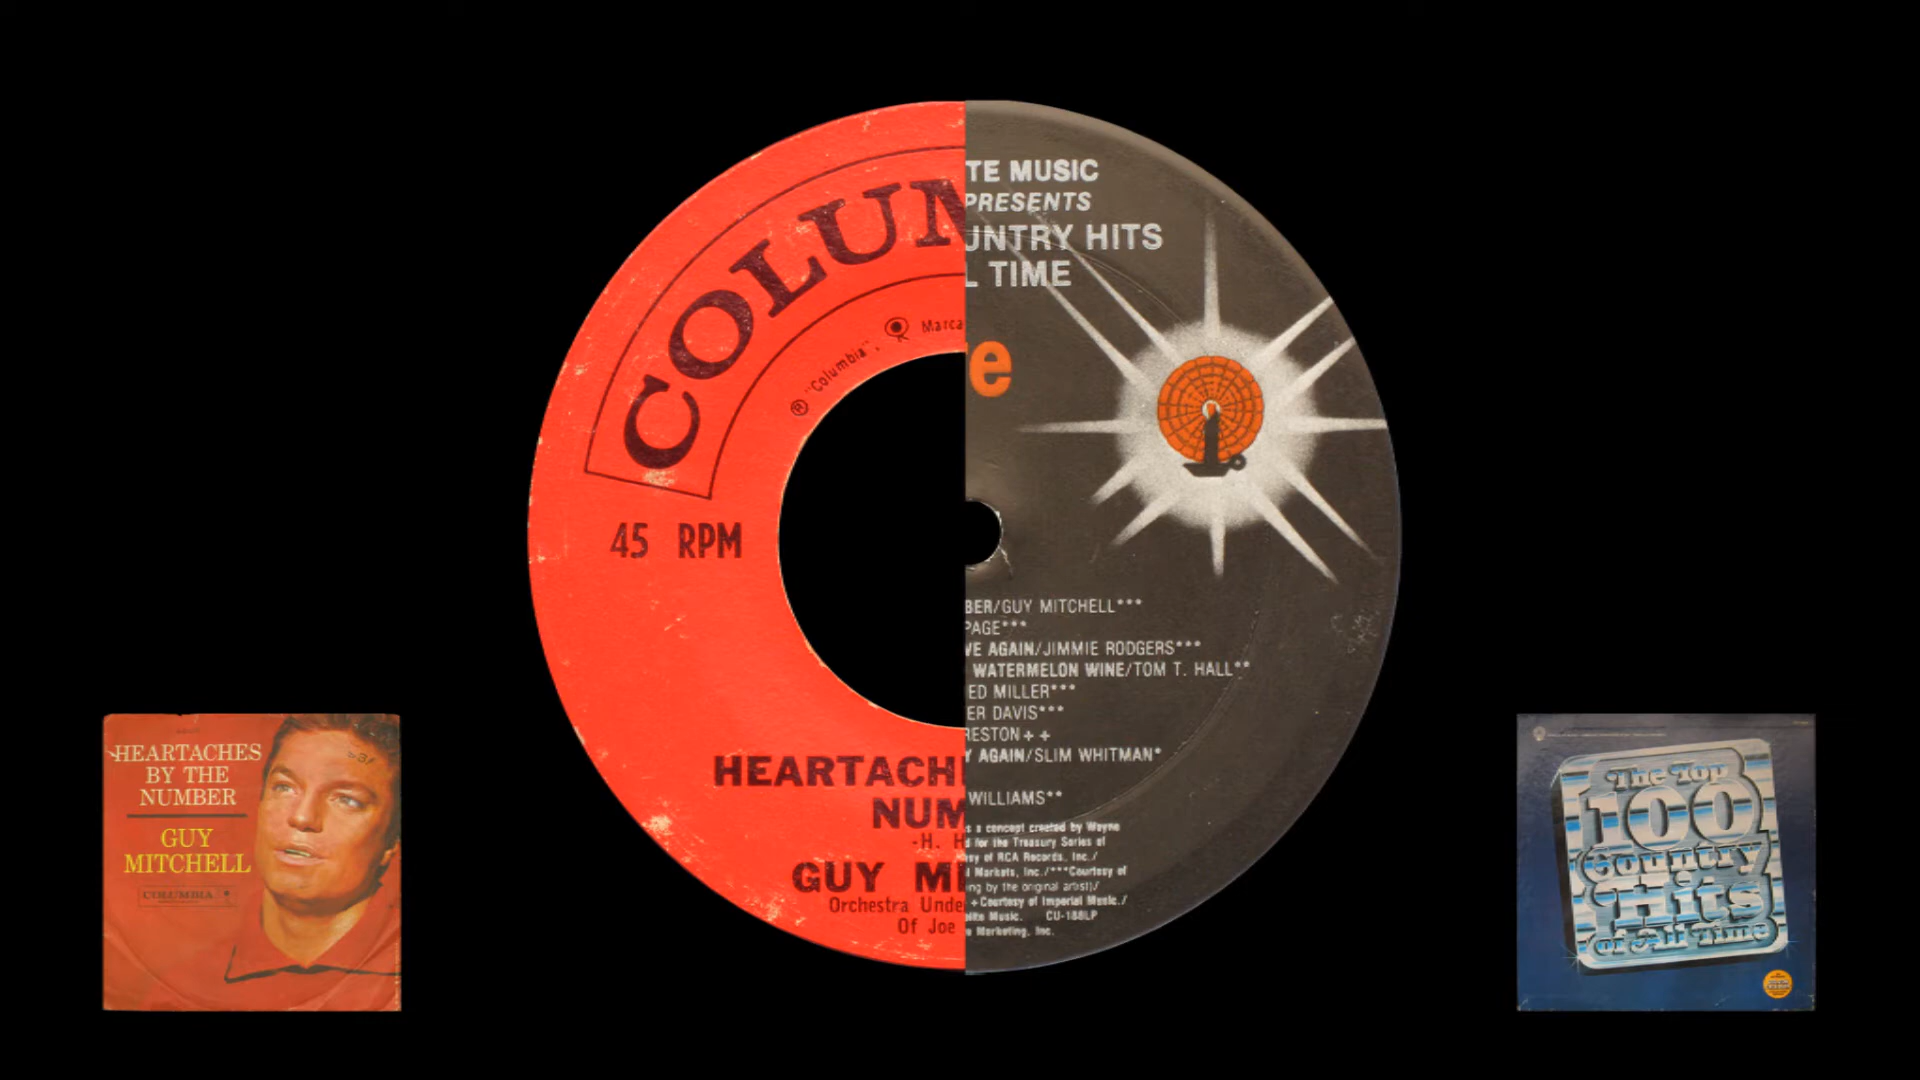 COLUM
® "Columbia",
Marca
45 RPM
HEARTACH
NUM
-H. H
GUY MI
Orchestra Unde
Of Joe
TE MUSIC
PRESENTS
UNTRY HITS
L TIME
e
BER/GUY MITCHELL***
PAGE***
VE AGAIN/JIMMIE RODGERS***
WATERMELON WINE/TOM T. HALL**
ED MILLER***
ER DAVIS***
RESTON++
Y AGAIN/SLIM WHITMAN*
WILLIAMS**
s a concept created by Wayne
d for the Treasury Series of
sy of RCA Records, Inc./
l Markets, Inc./***Courtesy of
ing by the original artist)/
+Courtesy of Imperial Music./
lite Music. CU-188LP
Marketing, Inc.
HEARTACHES
BY THE
NUMBER
GUY
MITCHELL
COLUMBIA
The Top
100
Country
Hits
of All Time